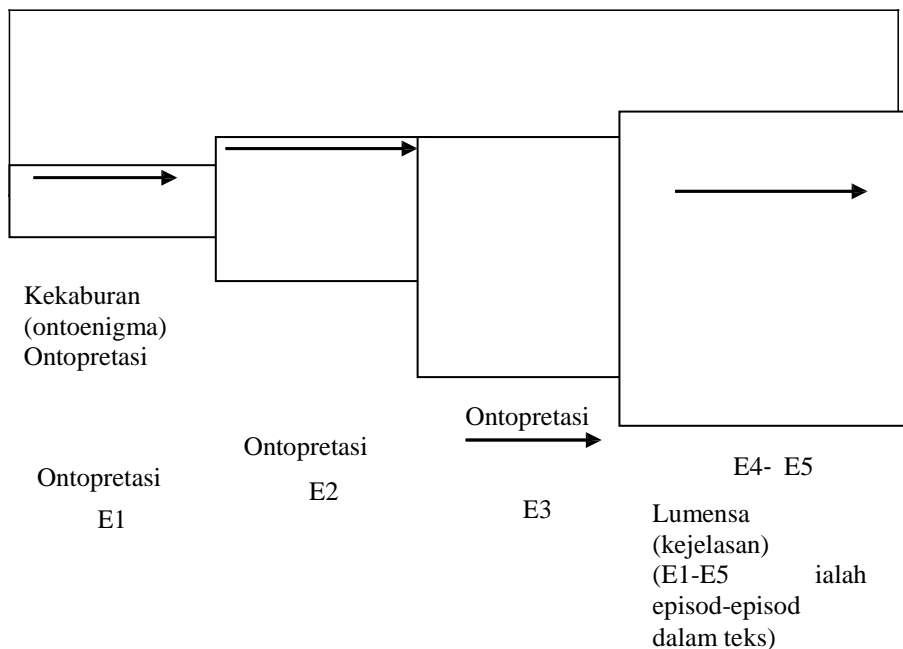 Kekaburan
(ontoenigma)
Ontopretasi
Ontopretasi
E1
Ontopretasi
E2
Ontopretasi
E3
E4- E5
Lumensa
(kejelasan)
(E1-E5 ialah
episod-episod
dalam teks)